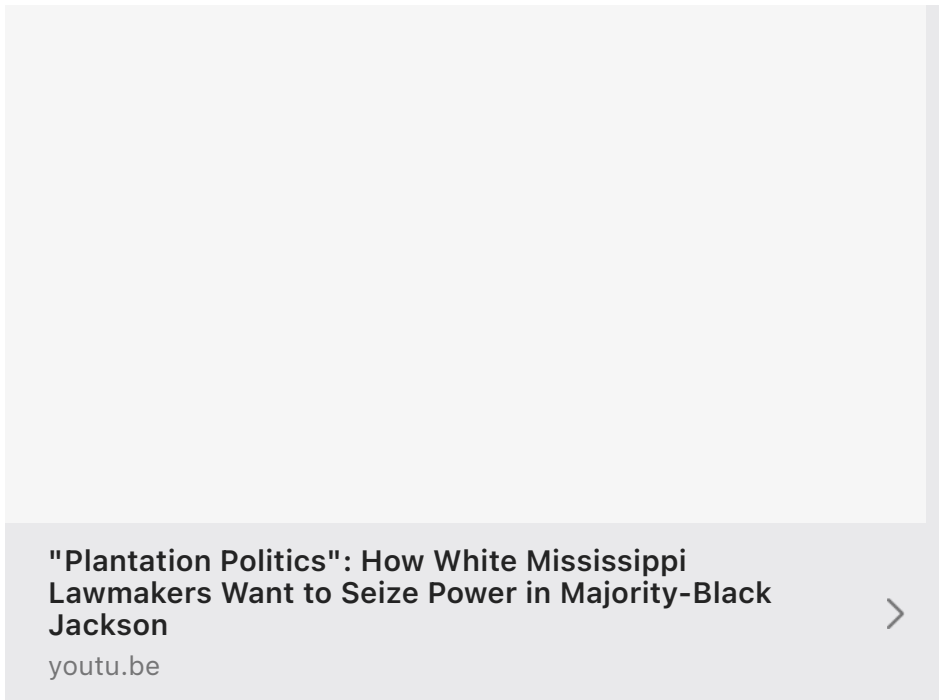 "Plantation Politics": How White Mississippi
Lawmakers Want to Seize Power in Majority-Black
Jackson
youtu.be